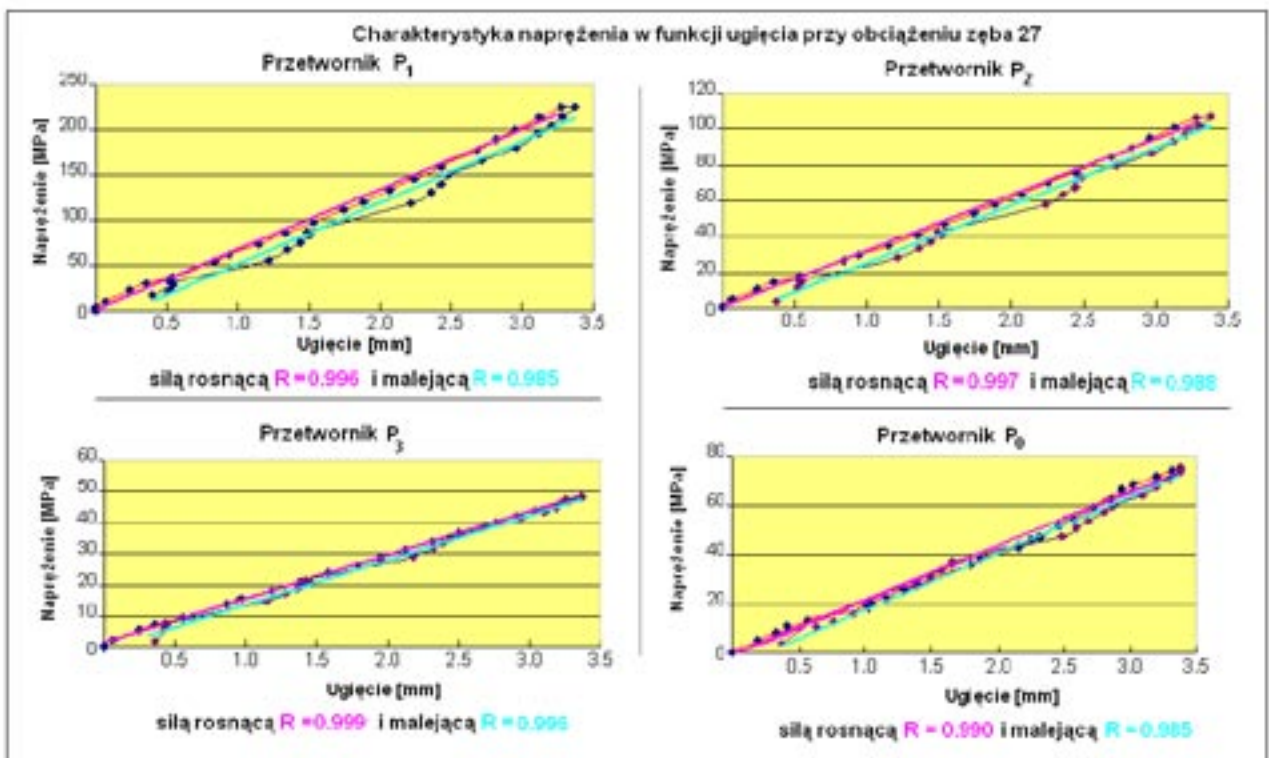 Charakterystyka naprężenia w funkcji ugięcia przy obciążeniu zęba 27
Przetwornik P1
250
200
150
100
50
0
Naprężenie [MPa]
0.5 1.0 1.5 2.0 2.5 3.0 3.5
Ugięcie [mm]
siłą rosnącą R = 0.996 i malejącą R = 0.985
Przetwornik P2
120
100
80
60
40
20
0
Naprężenie [MPa]
0.5 1.0 1.5 2.0 2.5 3.0 3.5
Ugięcie [mm]
siłą rosnącą R = 0.997 i malejącą R = 0.988
Przetwornik P3
60
50
40
30
20
10
0
Naprężenie [MPa]
0.5 1.0 1.5 2.0 2.5 3.0 3.5
Ugięcie [mm]
siłą rosnącą R = 0.999 i malejącą R = 0.996
Przetwornik P0
80
60
40
20
0
Naprężenie [MPa]
0.5 1.0 1.5 2.0 2.5 3.0 3.5
Ugięcie [mm]
siłą rosnącą R = 0.990 i malejącą R = 0.985